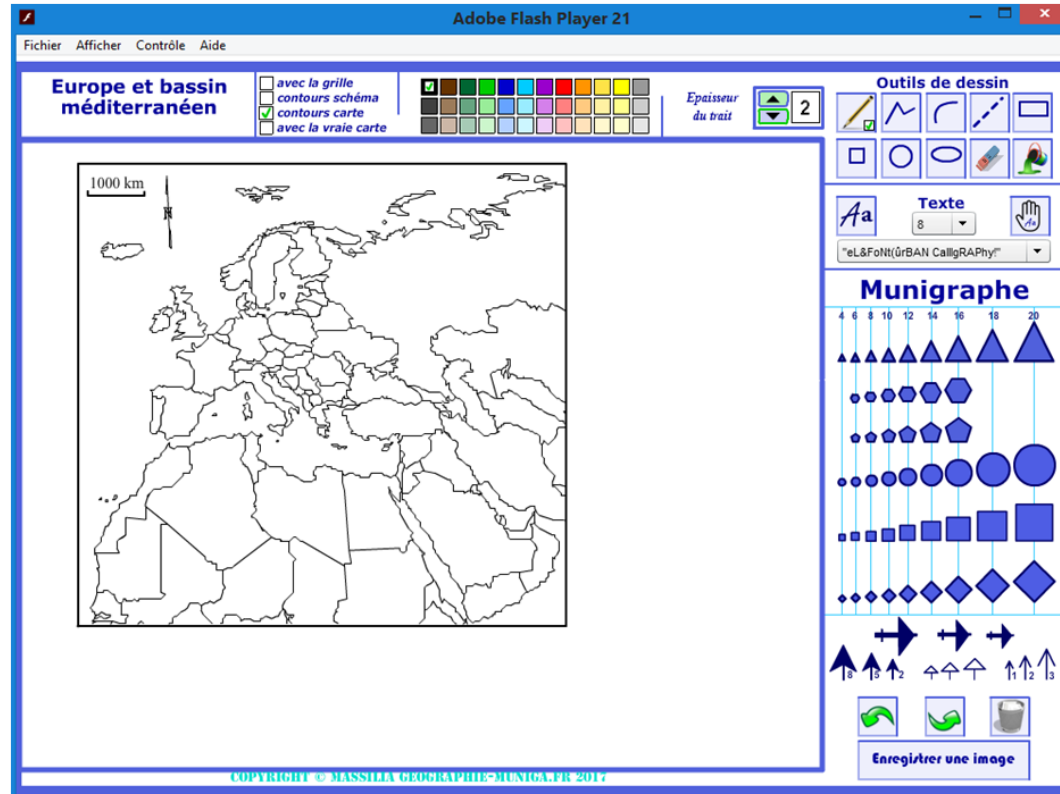 Adobe Flash Player 21
Fichier Afficher Contrôle Aide
Europe et bassin
méditerranéen
avec la grille
contours schéma
contours carte
avec la vraie carte
Epaisseur
du trait
2
Outils de dessin
1000 km
N
Aa
Texte
8
Aa
"eL&FoNt(ûrBAN CalligRAPhy!"
Munigraphe
4 6 8 10 12 14 16 18 20
8 5 2 1 2 3
Enregistrer une image
COPYRIGHT © MASSILIA GEOGRAPHIE-MUNIGA.FR 2017